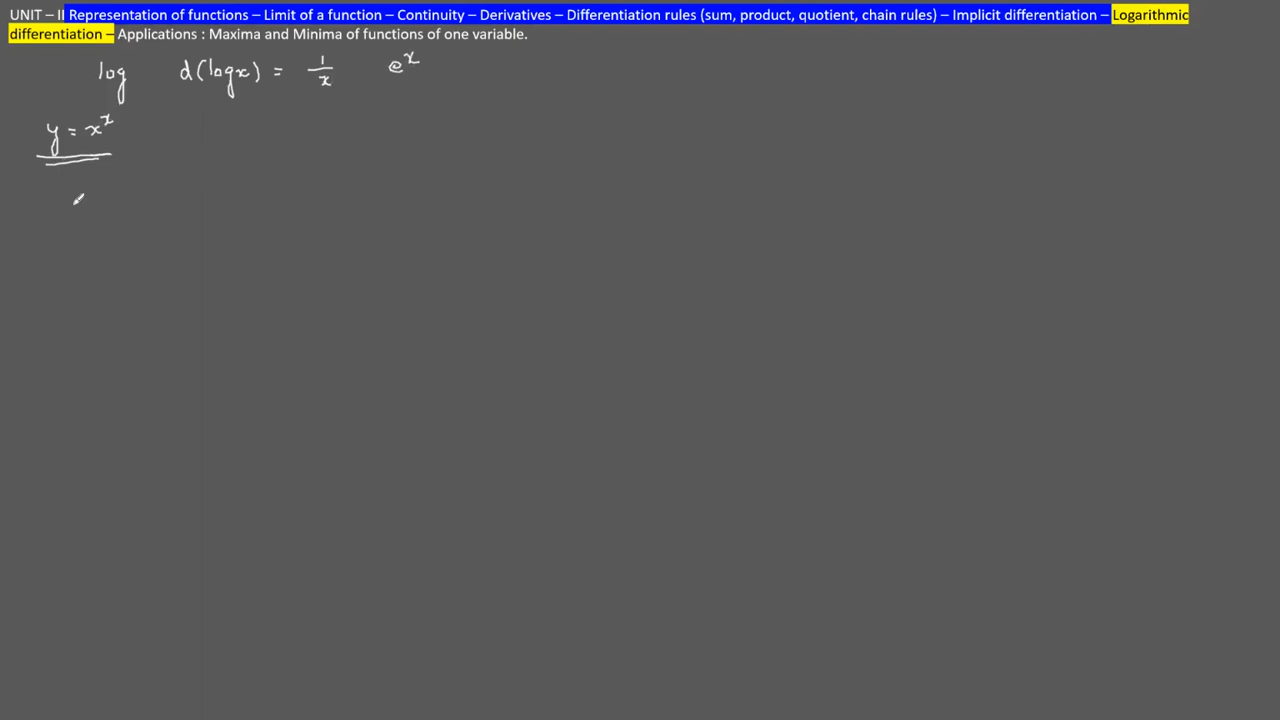 UNIT – II Representation of functions – Limit of a function – Continuity – Derivatives – Differentiation rules (sum, product, quotient, chain rules) – Implicit differentiation – Logarithmic
differentiation – Applications : Maxima and Minima of functions of one variable.
log d(logx) = 1/x e^x
y = x^x